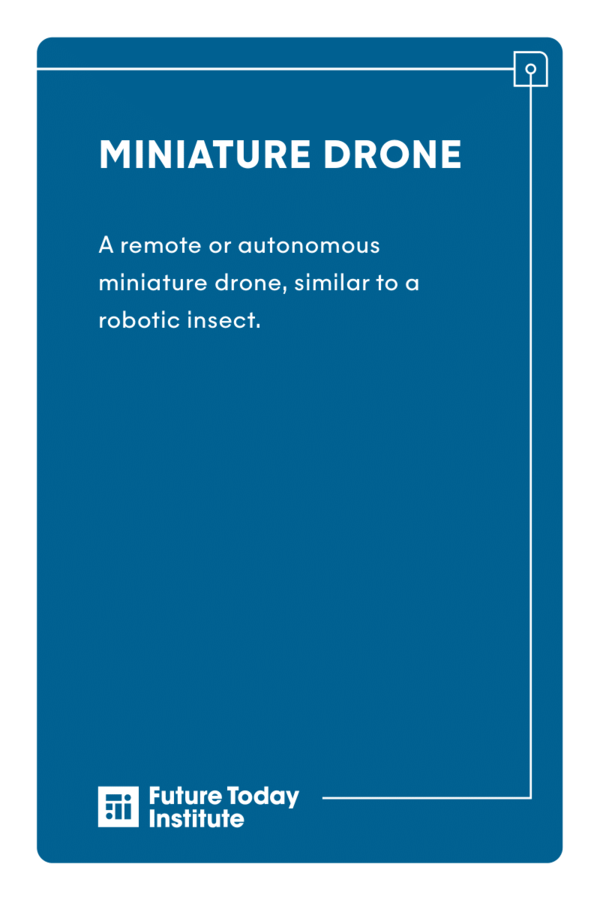 MINIATURE DRONE
A remote or autonomous
miniature drone, similar to a
robotic insect.
Future Today
Institute